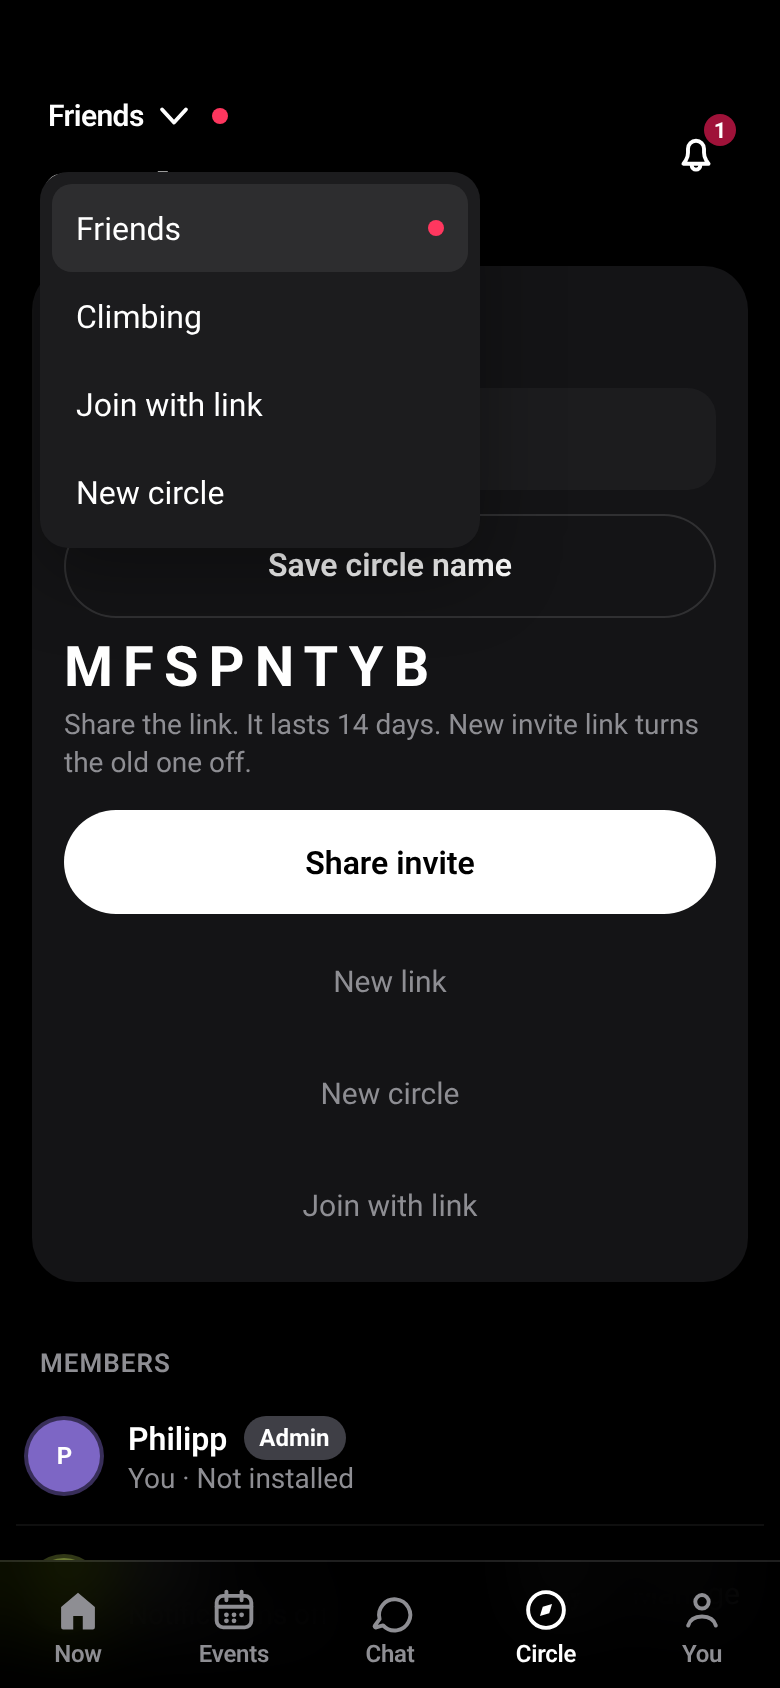 Friends
1
Friends
Climbing
Join with link
New circle
Save circle name
MFSPNTYB
Share the link. It lasts 14 days. New invite link turns
the old one off.
Share invite
New link
New circle
Join with link
MEMBERS
P
Philipp Admin
You · Not installed
Now Events Chat Circle You